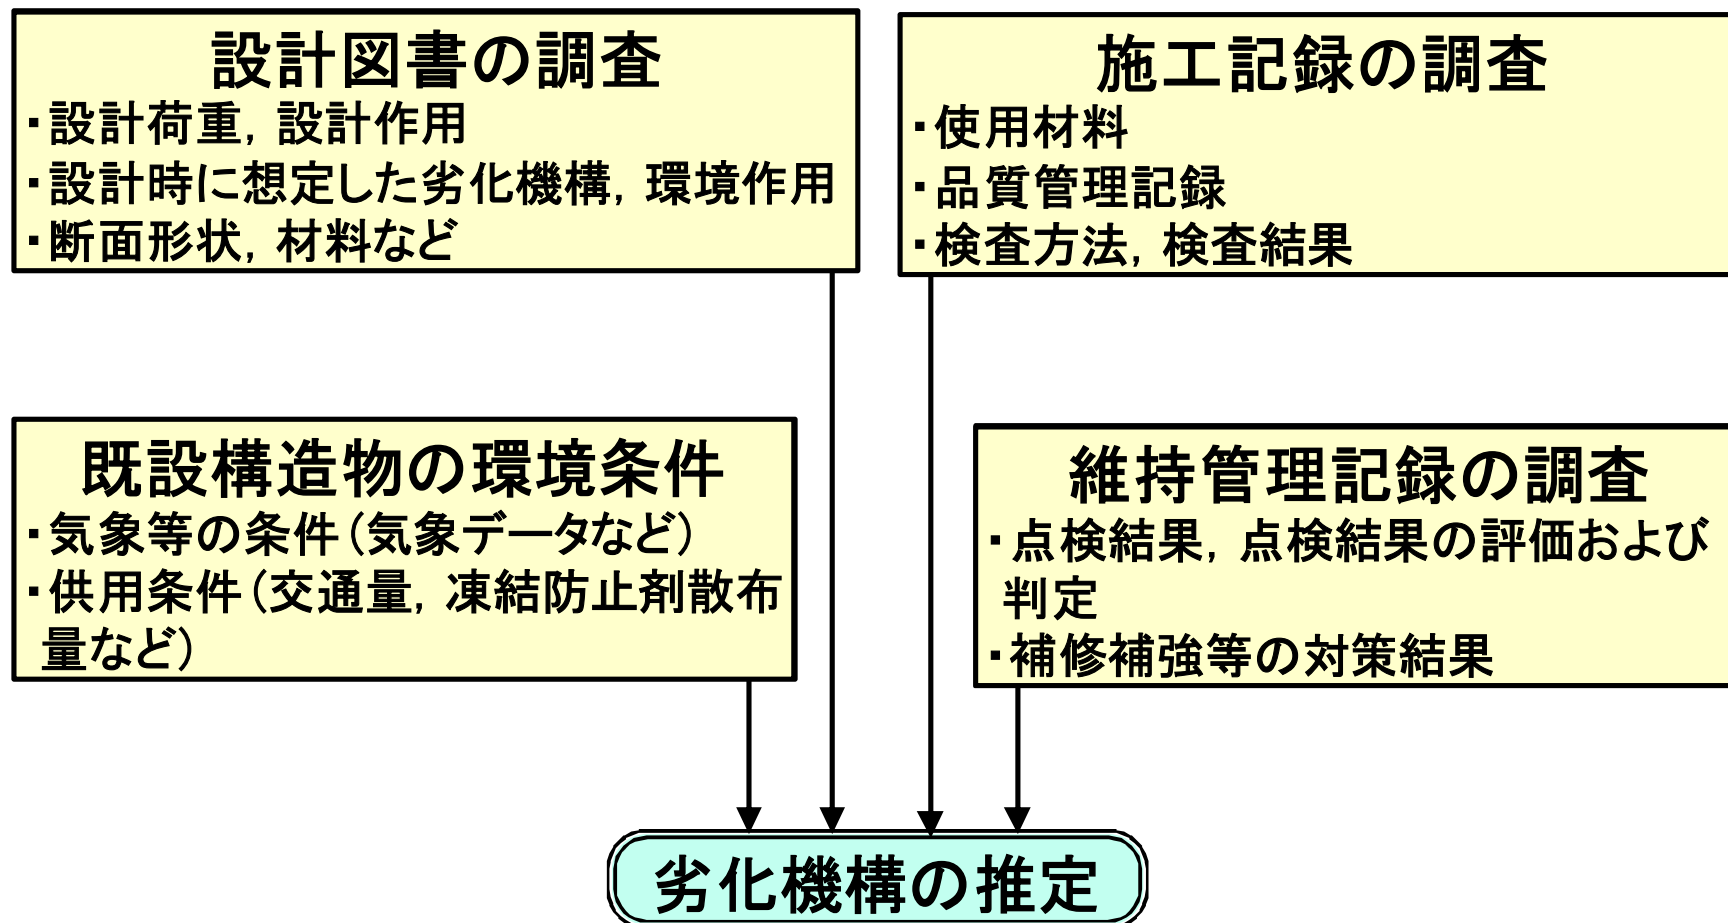 設計図書の調査
・設計荷重，設計作用
・設計時に想定した劣化機構，環境作用
・断面形状，材料など
施工記録の調査
・使用材料
・品質管理記録
・検査方法，検査結果
既設構造物の環境条件
・気象等の条件（気象データなど）
・供用条件（交通量，凍結防止剤散布
量など）
維持管理記録の調査
・点検結果，点検結果の評価および
判定
・補修補強等の対策結果
劣化機構の推定